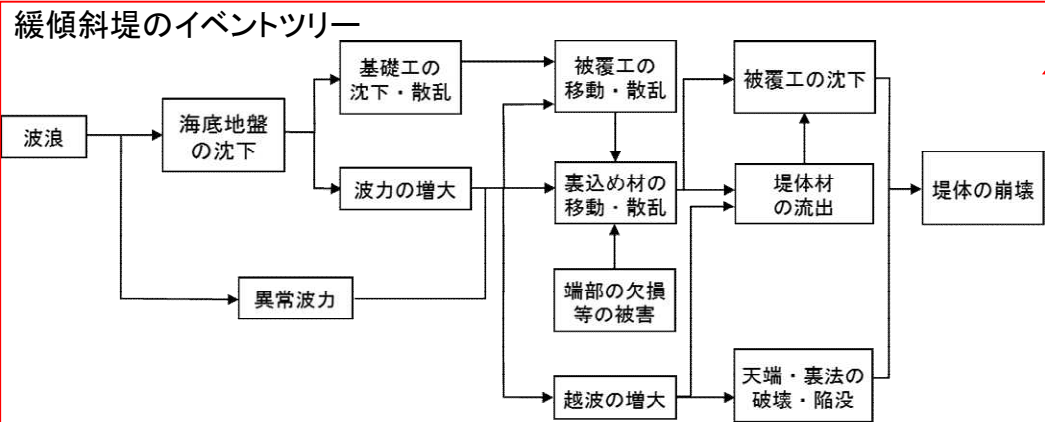 緩傾斜堤のイベントツリー
基礎工の
沈下・散乱
被覆工の
移動・散乱
被覆工の沈下
波浪
海底地盤
の沈下
波力の増大
裏込め材の
移動・散乱
堤体材
の流出
堤体の崩壊
異常波力
端部の欠損
等の被害
越波の増大
天端・裏法の
破壊・陥没